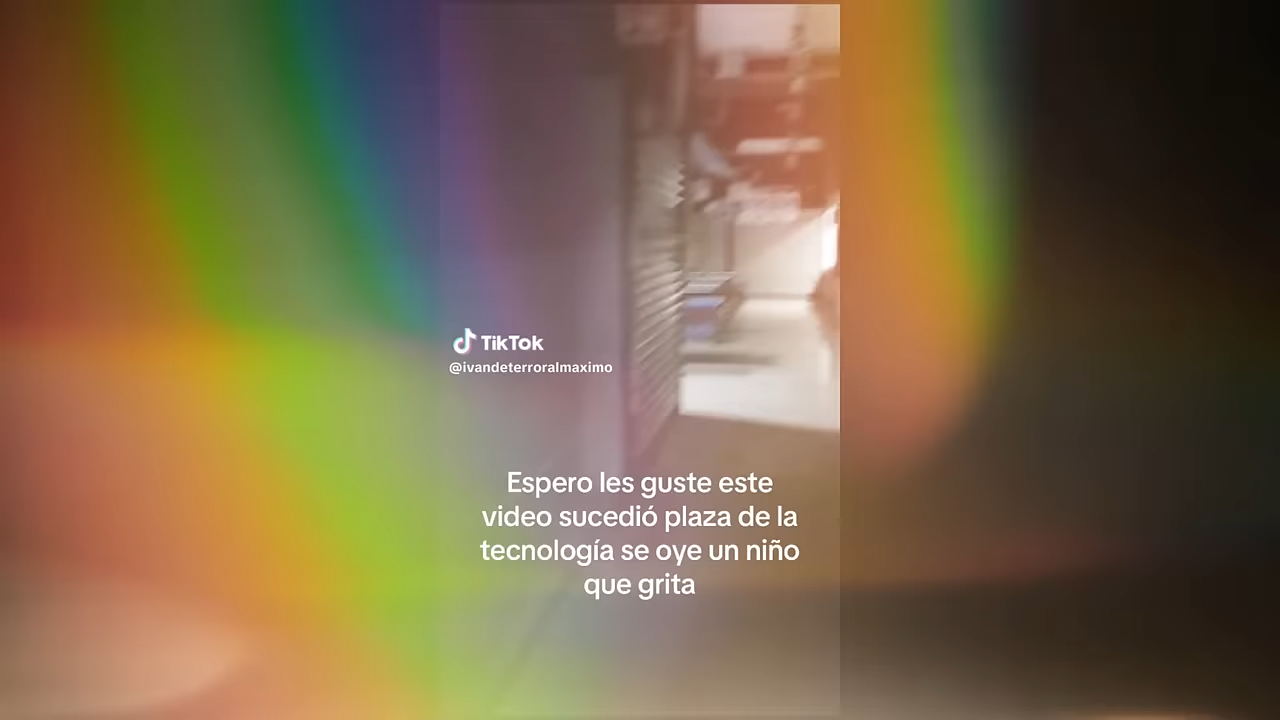 TikTok
@ivandeterroralmaximo
Espero les guste este
video sucedió plaza de la
tecnología se oye un niño
que grita